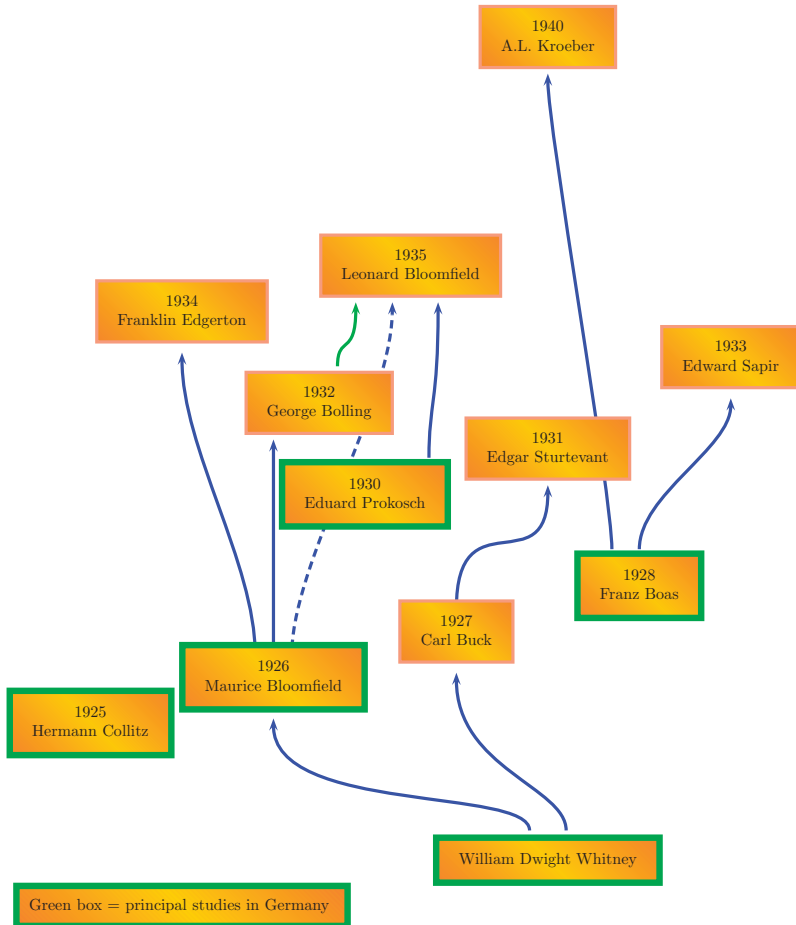 1940
A.L. Kroeber
1935
Leonard Bloomfield
1934
Franklin Edgerton
1933
Edward Sapir
1932
George Bolling
1931
Edgar Sturtevant
1930
Eduard Prokosch
1928
Franz Boas
1927
Carl Buck
1926
Maurice Bloomfield
1925
Hermann Collitz
William Dwight Whitney
Green box = principal studies in Germany